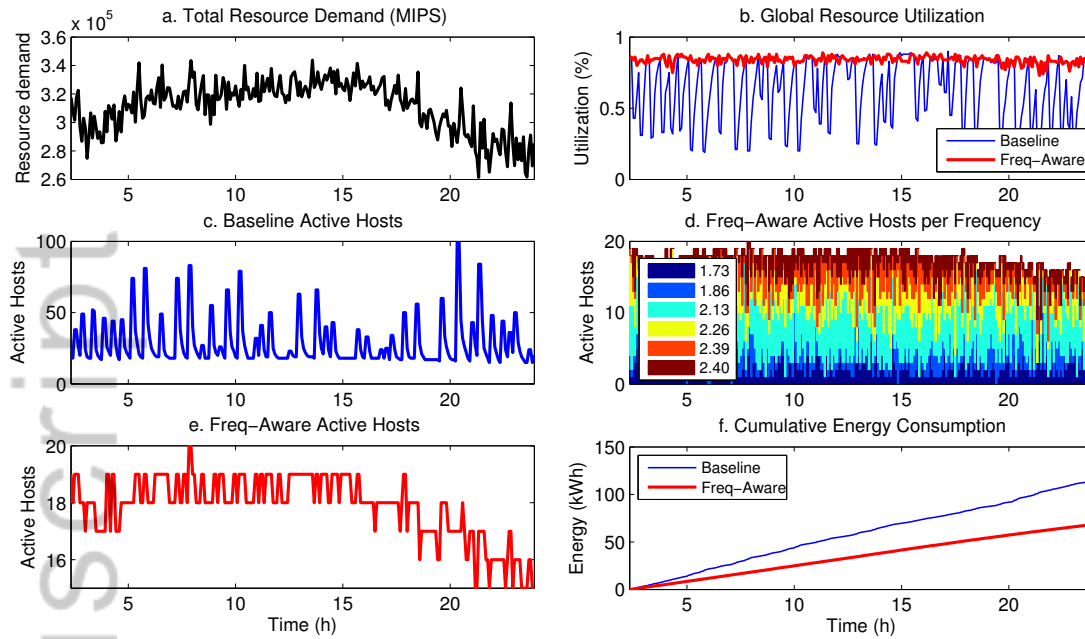 a. Total Resource Demand (MIPS)
x 10^5
3.6
3.4
3.2
3
2.8
2.6
Resource demand
5 10 15 20
b. Global Resource Utilization
1
0.5
0
Utilization (%)
Baseline
Freq−Aware
5 10 15 20
c. Baseline Active Hosts
100
50
0
Active Hosts
5 10 15 20
d. Freq−Aware Active Hosts per Frequency
20
10
0
Active Hosts
1.73
1.86
2.13
2.26
2.39
2.40
5 10 15 20
e. Freq−Aware Active Hosts
20
18
16
Active Hosts
5 10 15 20
Time (h)
f. Cumulative Energy Consumption
150
100
50
0
Energy (kWh)
Baseline
Freq−Aware
5 10 15 20
Time (h)
uscript